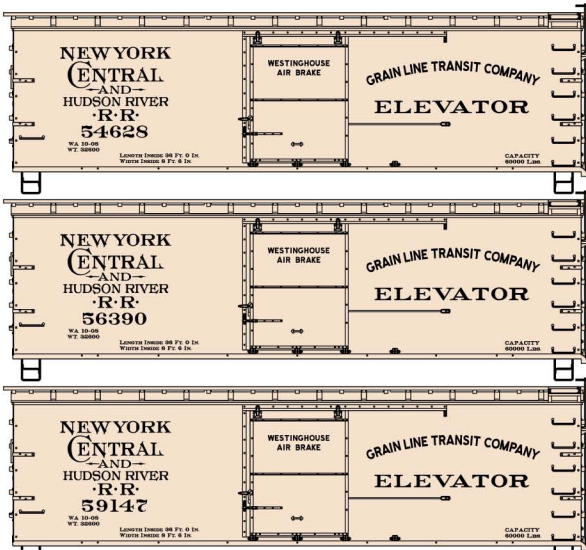 NEW YORK
CENTRAL
AND
HUDSON RIVER
·R·R·
54628
WA 10-08
WT. 32600
LENGTH INSIDE 36 FT. 0 IN.
WIDTH INSIDE 8 FT. 6 IN.
WESTINGHOUSE
AIR BRAKE
GRAIN LINE TRANSIT COMPANY
ELEVATOR
CAPACITY
60000 LBS.
NEW YORK
CENTRAL
AND
HUDSON RIVER
·R·R·
56390
WA 10-08
WT. 32600
LENGTH INSIDE 36 FT. 0 IN.
WIDTH INSIDE 8 FT. 6 IN.
WESTINGHOUSE
AIR BRAKE
GRAIN LINE TRANSIT COMPANY
ELEVATOR
CAPACITY
60000 LBS.
NEW YORK
CENTRAL
AND
HUDSON RIVER
·R·R·
59147
WA 10-08
WT. 32600
LENGTH INSIDE 36 FT. 0 IN.
WIDTH INSIDE 8 FT. 6 IN.
WESTINGHOUSE
AIR BRAKE
GRAIN LINE TRANSIT COMPANY
ELEVATOR
CAPACITY
60000 LBS.